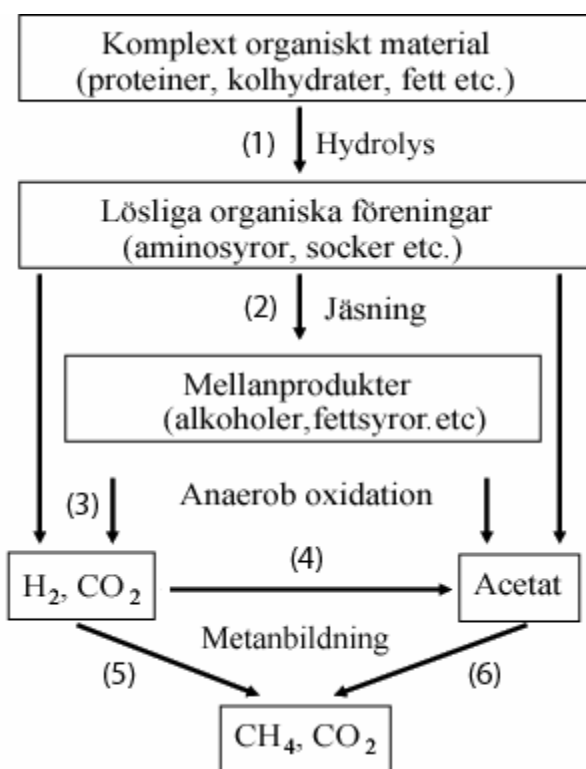 Komplext organiskt material
(proteiner, kolhydrater, fett etc.)
(1) Hydrolys
Lösliga organiska föreningar
(aminosyror, socker etc.)
(2) Jäsning
Mellanprodukter
(alkoholer,fettsyror.etc)
(3) Anaerob oxidation
(4)
H₂, CO₂
Acetat
Metanbildning
(5)
(6)
CH₄, CO₂